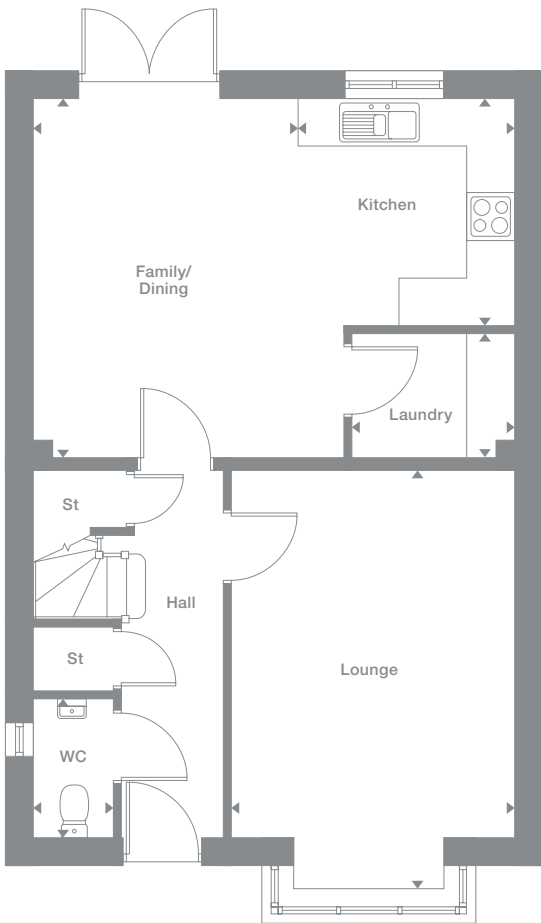 Kitchen
Family/
Dining
Laundry
St
Hall
St
Lounge
WC